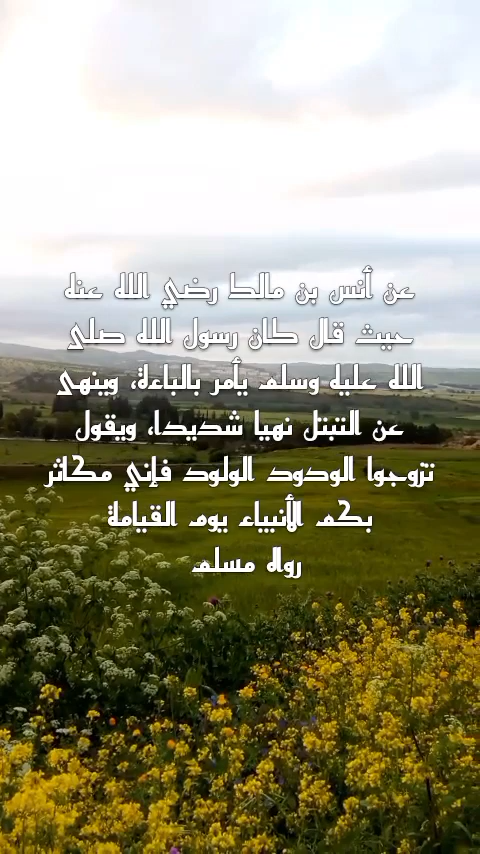 عن أنس بن مالك رضي الله عنه
حيث قال كان رسول الله صلى
الله عليه وسلم يأمر بالباءة، وينهى
عن التبتل نهيا شديدا، ويقول
تزوجوا الودود الولود فإني مكاثر
بكم الأنبياء يوم القيامة
رواه مسلم